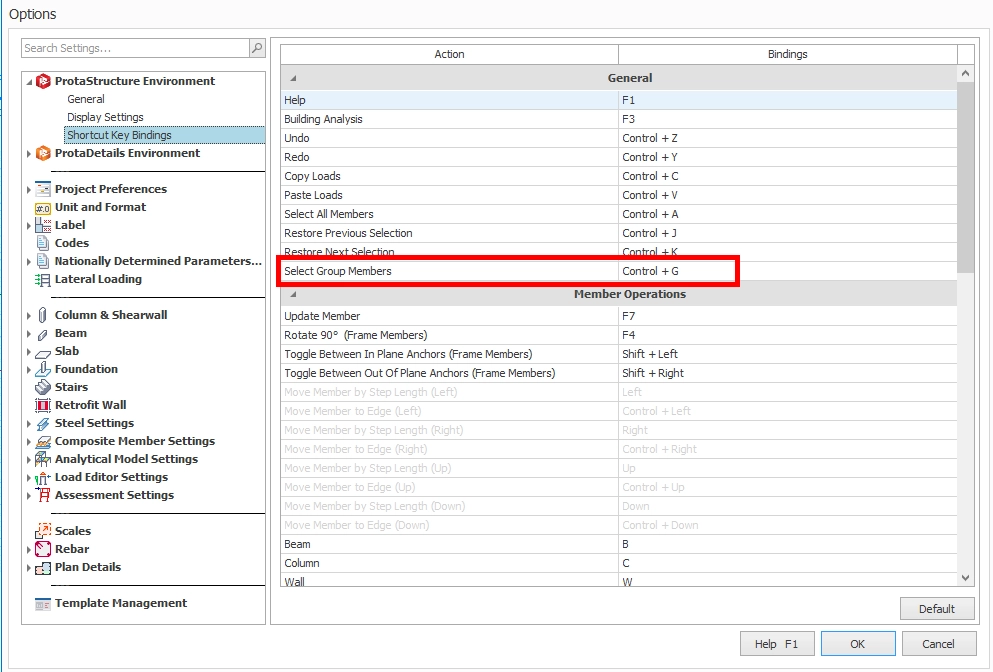 Options
Search Settings...
ProtaStructure Environment
General
Display Settings
Shortcut Key Bindings
ProtaDetails Environment
Project Preferences
Unit and Format
Label
Codes
Nationally Determined Parameters...
Lateral Loading
Column & Shearwall
Beam
Slab
Foundation
Stairs
Retrofit Wall
Steel Settings
Composite Member Settings
Analytical Model Settings
Load Editor Settings
Assessment Settings
Scales
Rebar
Plan Details
Template Management
Action Bindings
General
Help F1
Building Analysis F3
Undo Control + Z
Redo Control + Y
Copy Loads Control + C
Paste Loads Control + V
Select All Members Control + A
Restore Previous Selection Control + J
Restore Next Selection Control + K
Select Group Members Control + G
Member Operations
Update Member F7
Rotate 90° (Frame Members) F4
Toggle Between In Plane Anchors (Frame Members) Shift + Left
Toggle Between Out Of Plane Anchors (Frame Members) Shift + Right
Move Member by Step Length (Left) Left
Move Member to Edge (Left) Control + Left
Move Member by Step Length (Right) Right
Move Member to Edge (Right) Control + Right
Move Member by Step Length (Up) Up
Move Member to Edge (Up) Control + Up
Move Member by Step Length (Down) Down
Move Member to Edge (Down) Control + Down
Beam B
Column C
Wall W
Default
Help F1 OK Cancel